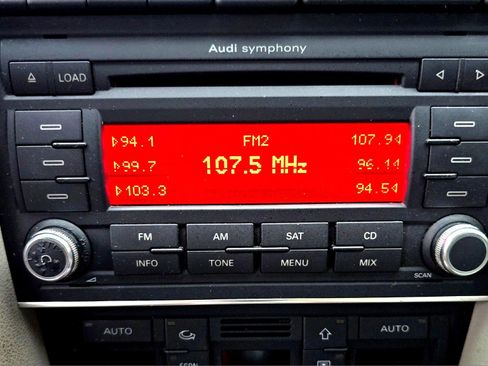 Audi symphony
LOAD
94.1 FM2 107.9
99.7 107.5 MHz 96.1
103.3 94.5
FM AM SAT CD
INFO TONE MENU MIX
SCAN
AUTO AUTO